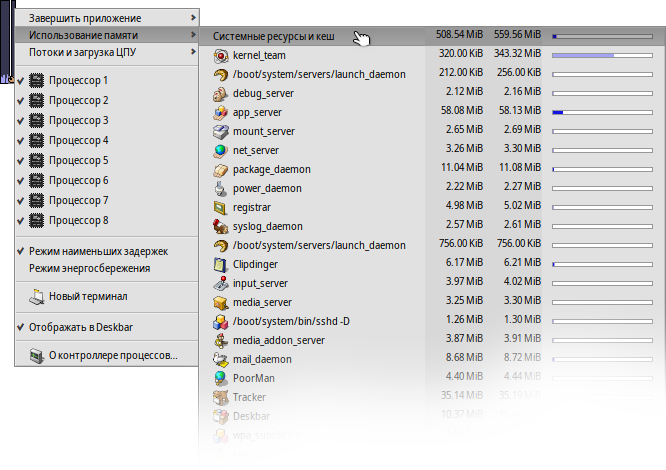 Завершить приложение
Использование памяти
Потоки и загрузка ЦПУ
Процессор 1
Процессор 2
Процессор 3
Процессор 4
Процессор 5
Процессор 6
Процессор 7
Процессор 8
Режим наименьших задержек
Режим энергосбережения
Новый терминал
Отображать в Deskbar
О контроллере процессов...
Системные ресурсы и кеш 508.54 MiB 559.56 MiB
kernel_team 320.00 KiB 343.32 MiB
/boot/system/servers/launch_daemon 212.00 KiB 256.00 KiB
debug_server 2.12 MiB 2.16 MiB
app_server 58.08 MiB 58.13 MiB
mount_server 2.65 MiB 2.69 MiB
net_server 3.26 MiB 3.30 MiB
package_daemon 11.04 MiB 11.08 MiB
power_daemon 2.22 MiB 2.27 MiB
registrar 4.98 MiB 5.02 MiB
syslog_daemon 2.57 MiB 2.61 MiB
/boot/system/servers/launch_daemon 756.00 KiB 756.00 KiB
Clipdinger 6.17 MiB 6.21 MiB
input_server 3.97 MiB 4.02 MiB
media_server 3.25 MiB 3.30 MiB
/boot/system/bin/sshd -D 1.26 MiB 1.30 MiB
media_addon_server 3.87 MiB 3.91 MiB
mail_daemon 8.68 MiB 8.72 MiB
PoorMan 4.40 MiB 4.44 MiB
Tracker 35.14 MiB 35.19 MiB
Deskbar 10.37 MiB